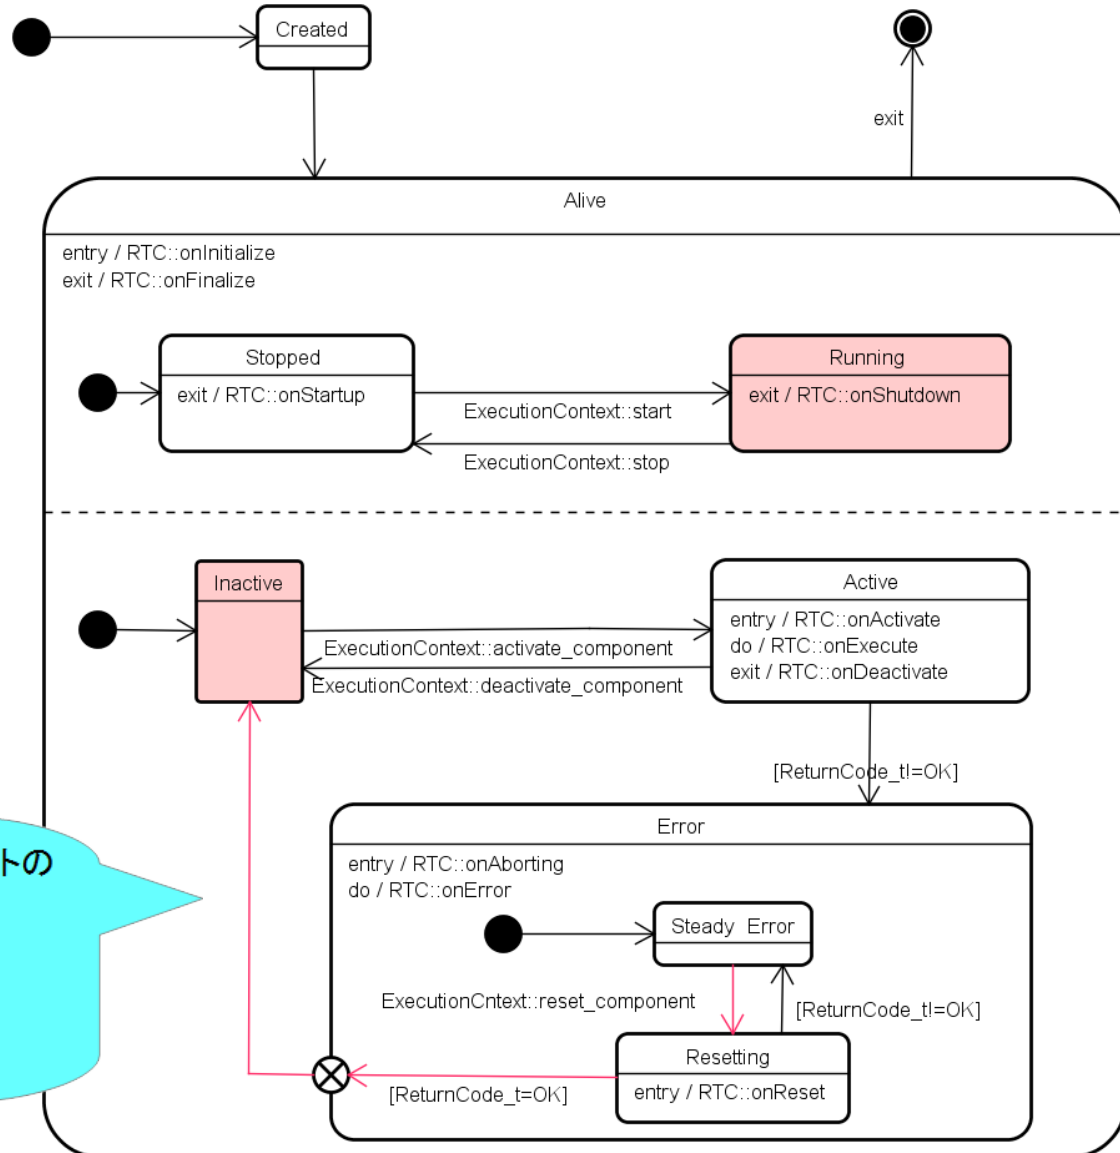 Created
exit
Alive
entry / RTC::onInitialize
exit / RTC::onFinalize
Stopped
exit / RTC::onStartup
Running
exit / RTC::onShutdown
ExecutionContext::start
ExecutionContext::stop
Inactive
Active
entry / RTC::onActivate
do / RTC::onExecute
exit / RTC::onDeactivate
ExecutionContext::activate_component
ExecutionContext::deactivate_component
[ReturnCode_t!=OK]
Error
entry / RTC::onAborting
do / RTC::onError
トの
Steady Error
ExecutionCntext::reset_component
[ReturnCode_t!=OK]
Resetting
entry / RTC::onReset
[ReturnCode_t=OK]